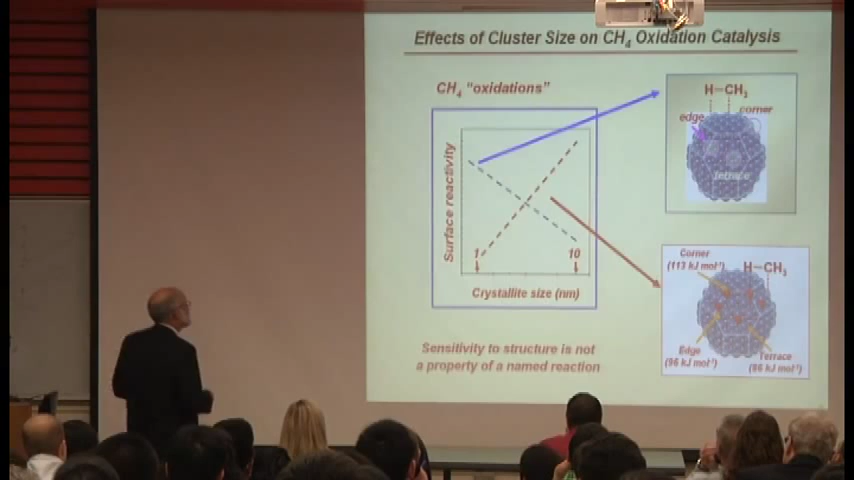 Effects of Cluster Size on CH₄ Oxidation Catalysis
CH₄ "oxidations"
Surface reactivity
1
10
Crystallite size (nm)
Sensitivity to structure is not
a property of a named reaction
H-CH₃
corner
edge
terrace
Corner
(113 kJ mol⁻¹)
H-CH₃
Edge
(96 kJ mol⁻¹)
Terrace
(86 kJ mol⁻¹)